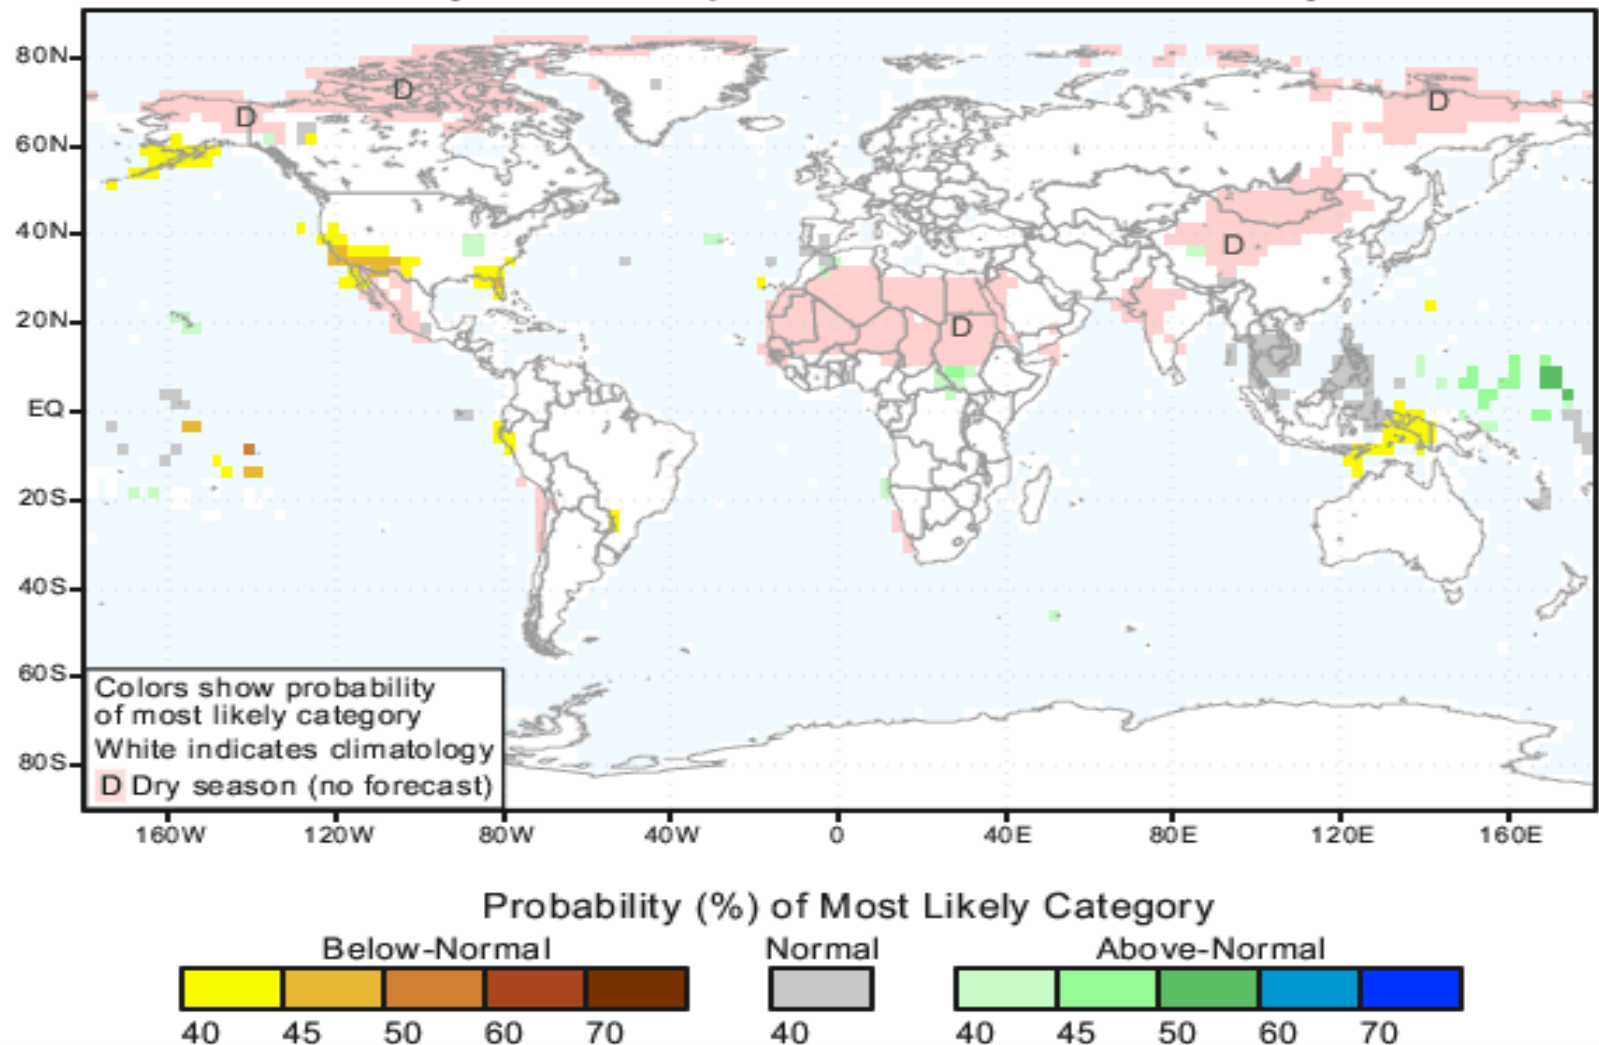 80N
60N
40N
20N
EQ
20S
40S
60S
80S
D
D
D
D
D
Colors show probability
of most likely category
White indicates climatology
D Dry season (no forecast)
160W 120W 80W 40W 0 40E 80E 120E 160E
Probability (%) of Most Likely Category
Below-Normal Normal Above-Normal
40 45 50 60 70 40 40 45 50 60 70